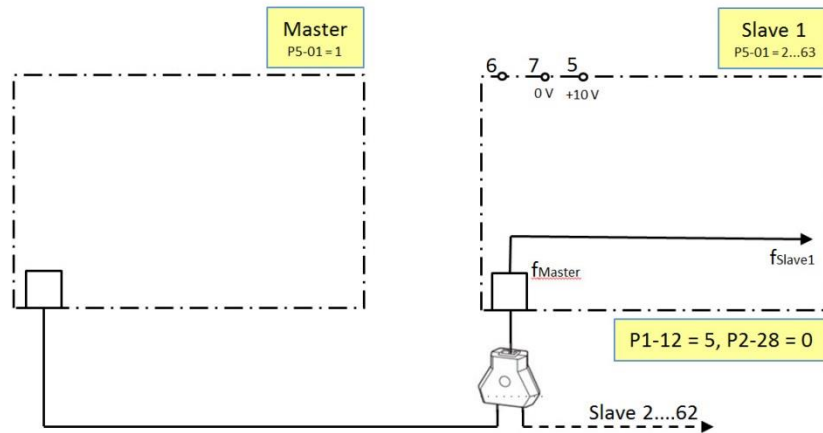 Master
P5-01 = 1
Slave 1
P5-01 = 2...63
6 7 5
0 V +10 V
fMaster
fSlave1
P1-12 = 5, P2-28 = 0
Slave 2....62